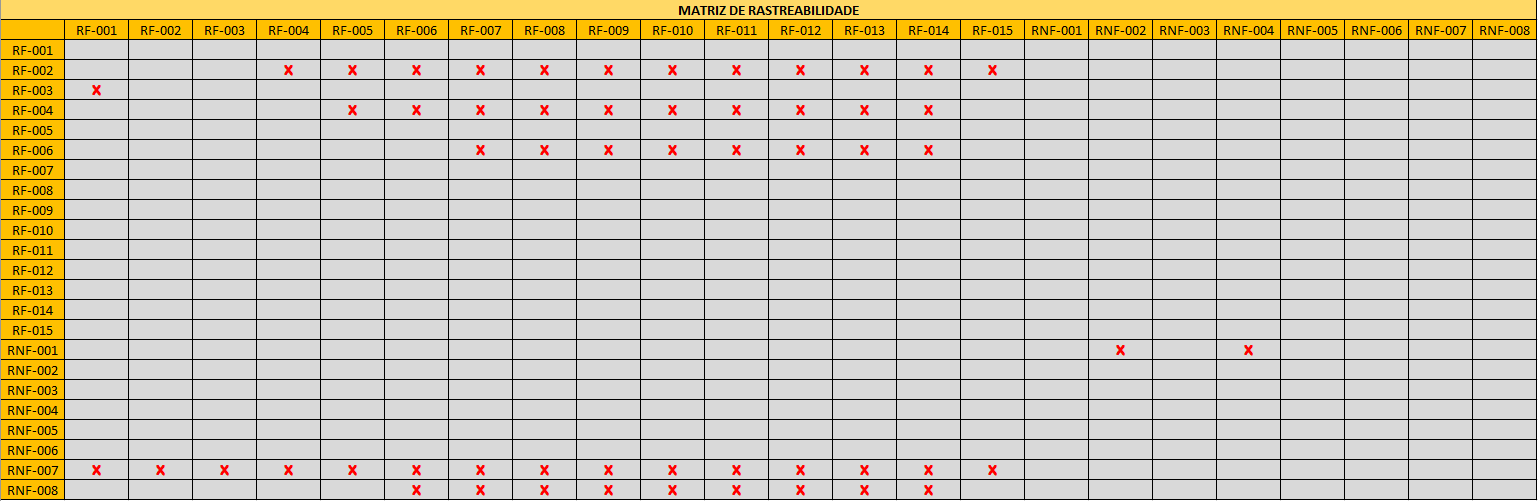 MATRIZ DE RASTREABILIDADE
RF-001 RF-002 RF-003 RF-004 RF-005 RF-006 RF-007 RF-008 RF-009 RF-010 RF-011 RF-012 RF-013 RF-014 RF-015 RNF-001 RNF-002 RNF-003 RNF-004 RNF-005 RNF-006 RNF-007 RNF-008
RF-001
RF-002 X X X X X X X X X X X X
RF-003 X
RF-004 X X X X X X X X X X
RF-005
RF-006 X X X X X X X X
RF-007
RF-008
RF-009
RF-010
RF-011
RF-012
RF-013
RF-014
RF-015
RNF-001 X X
RNF-002
RNF-003
RNF-004
RNF-005
RNF-006
RNF-007 X X X X X X X X X X X X X X X
RNF-008 X X X X X X X X X